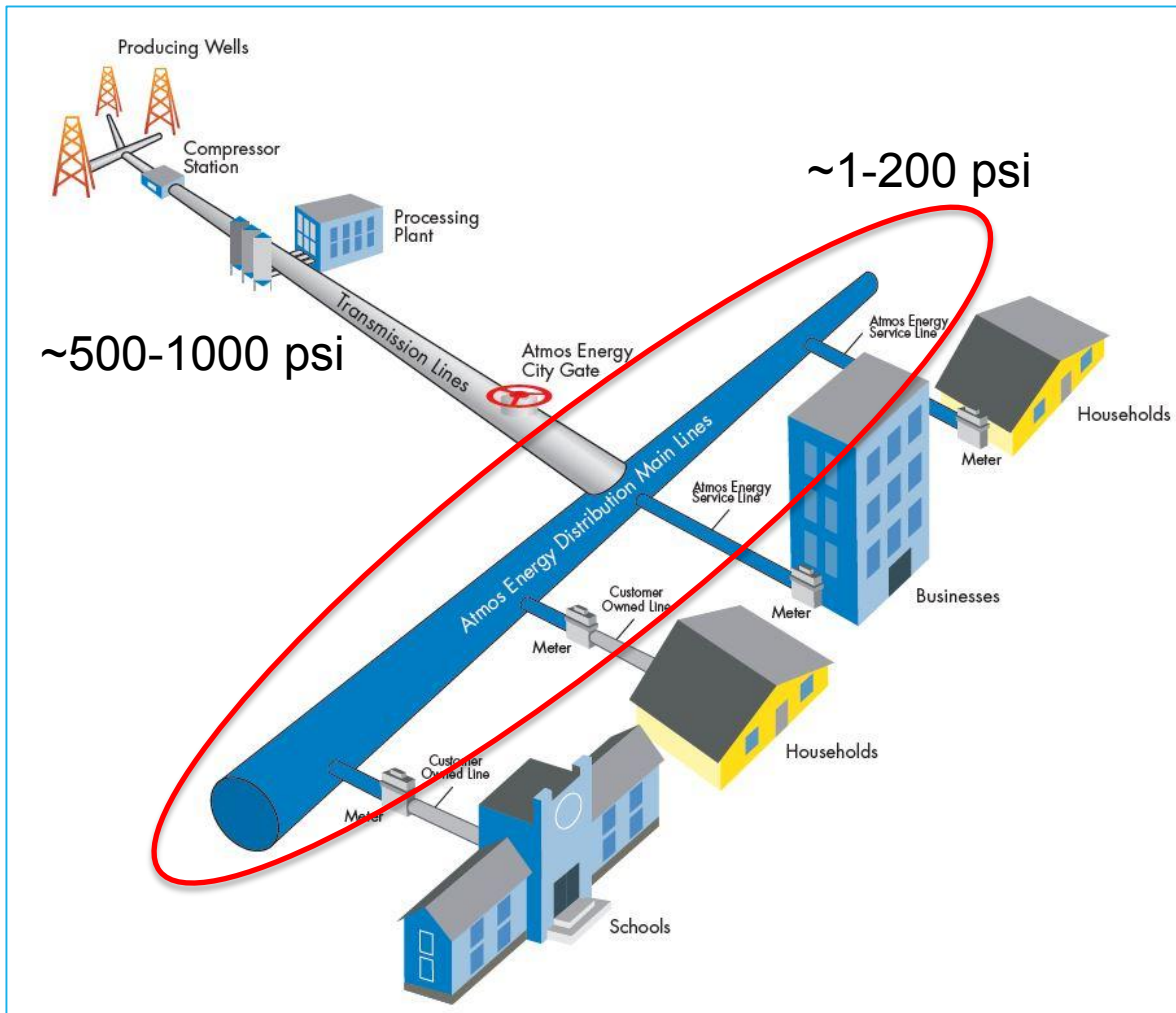 Producing Wells
Compressor
Station
~1-200 psi
Processing
Plant
Transmission Lines
~500-1000 psi
Atmos Energy
City Gate
Atmos Energy
Service Line
Households
Meter
Atmos Energy Distribution Main Lines
Atmos Energy
Service Line
Businesses
Meter
Customer
Owned Line
Meter
Households
Customer
Owned Line
Meter
Schools